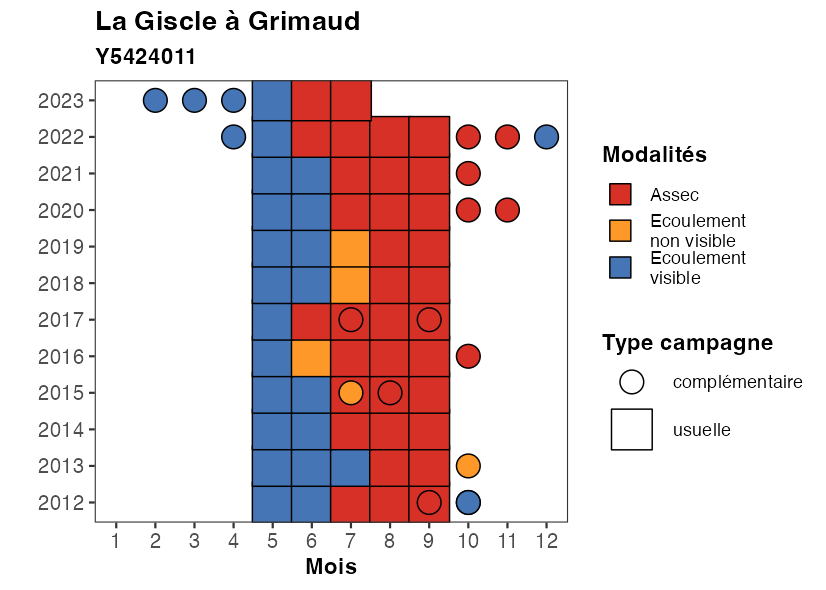 La Giscle à Grimaud
Y5424011
2023
2022
2021
2020
2019
2018
2017
2016
2015
2014
2013
2012
1 2 3 4 5 6 7 8 9 10 11 12
Mois
Modalités
Assec
Ecoulement
non visible
Ecoulement
visible
Type campagne
complémentaire
usuelle